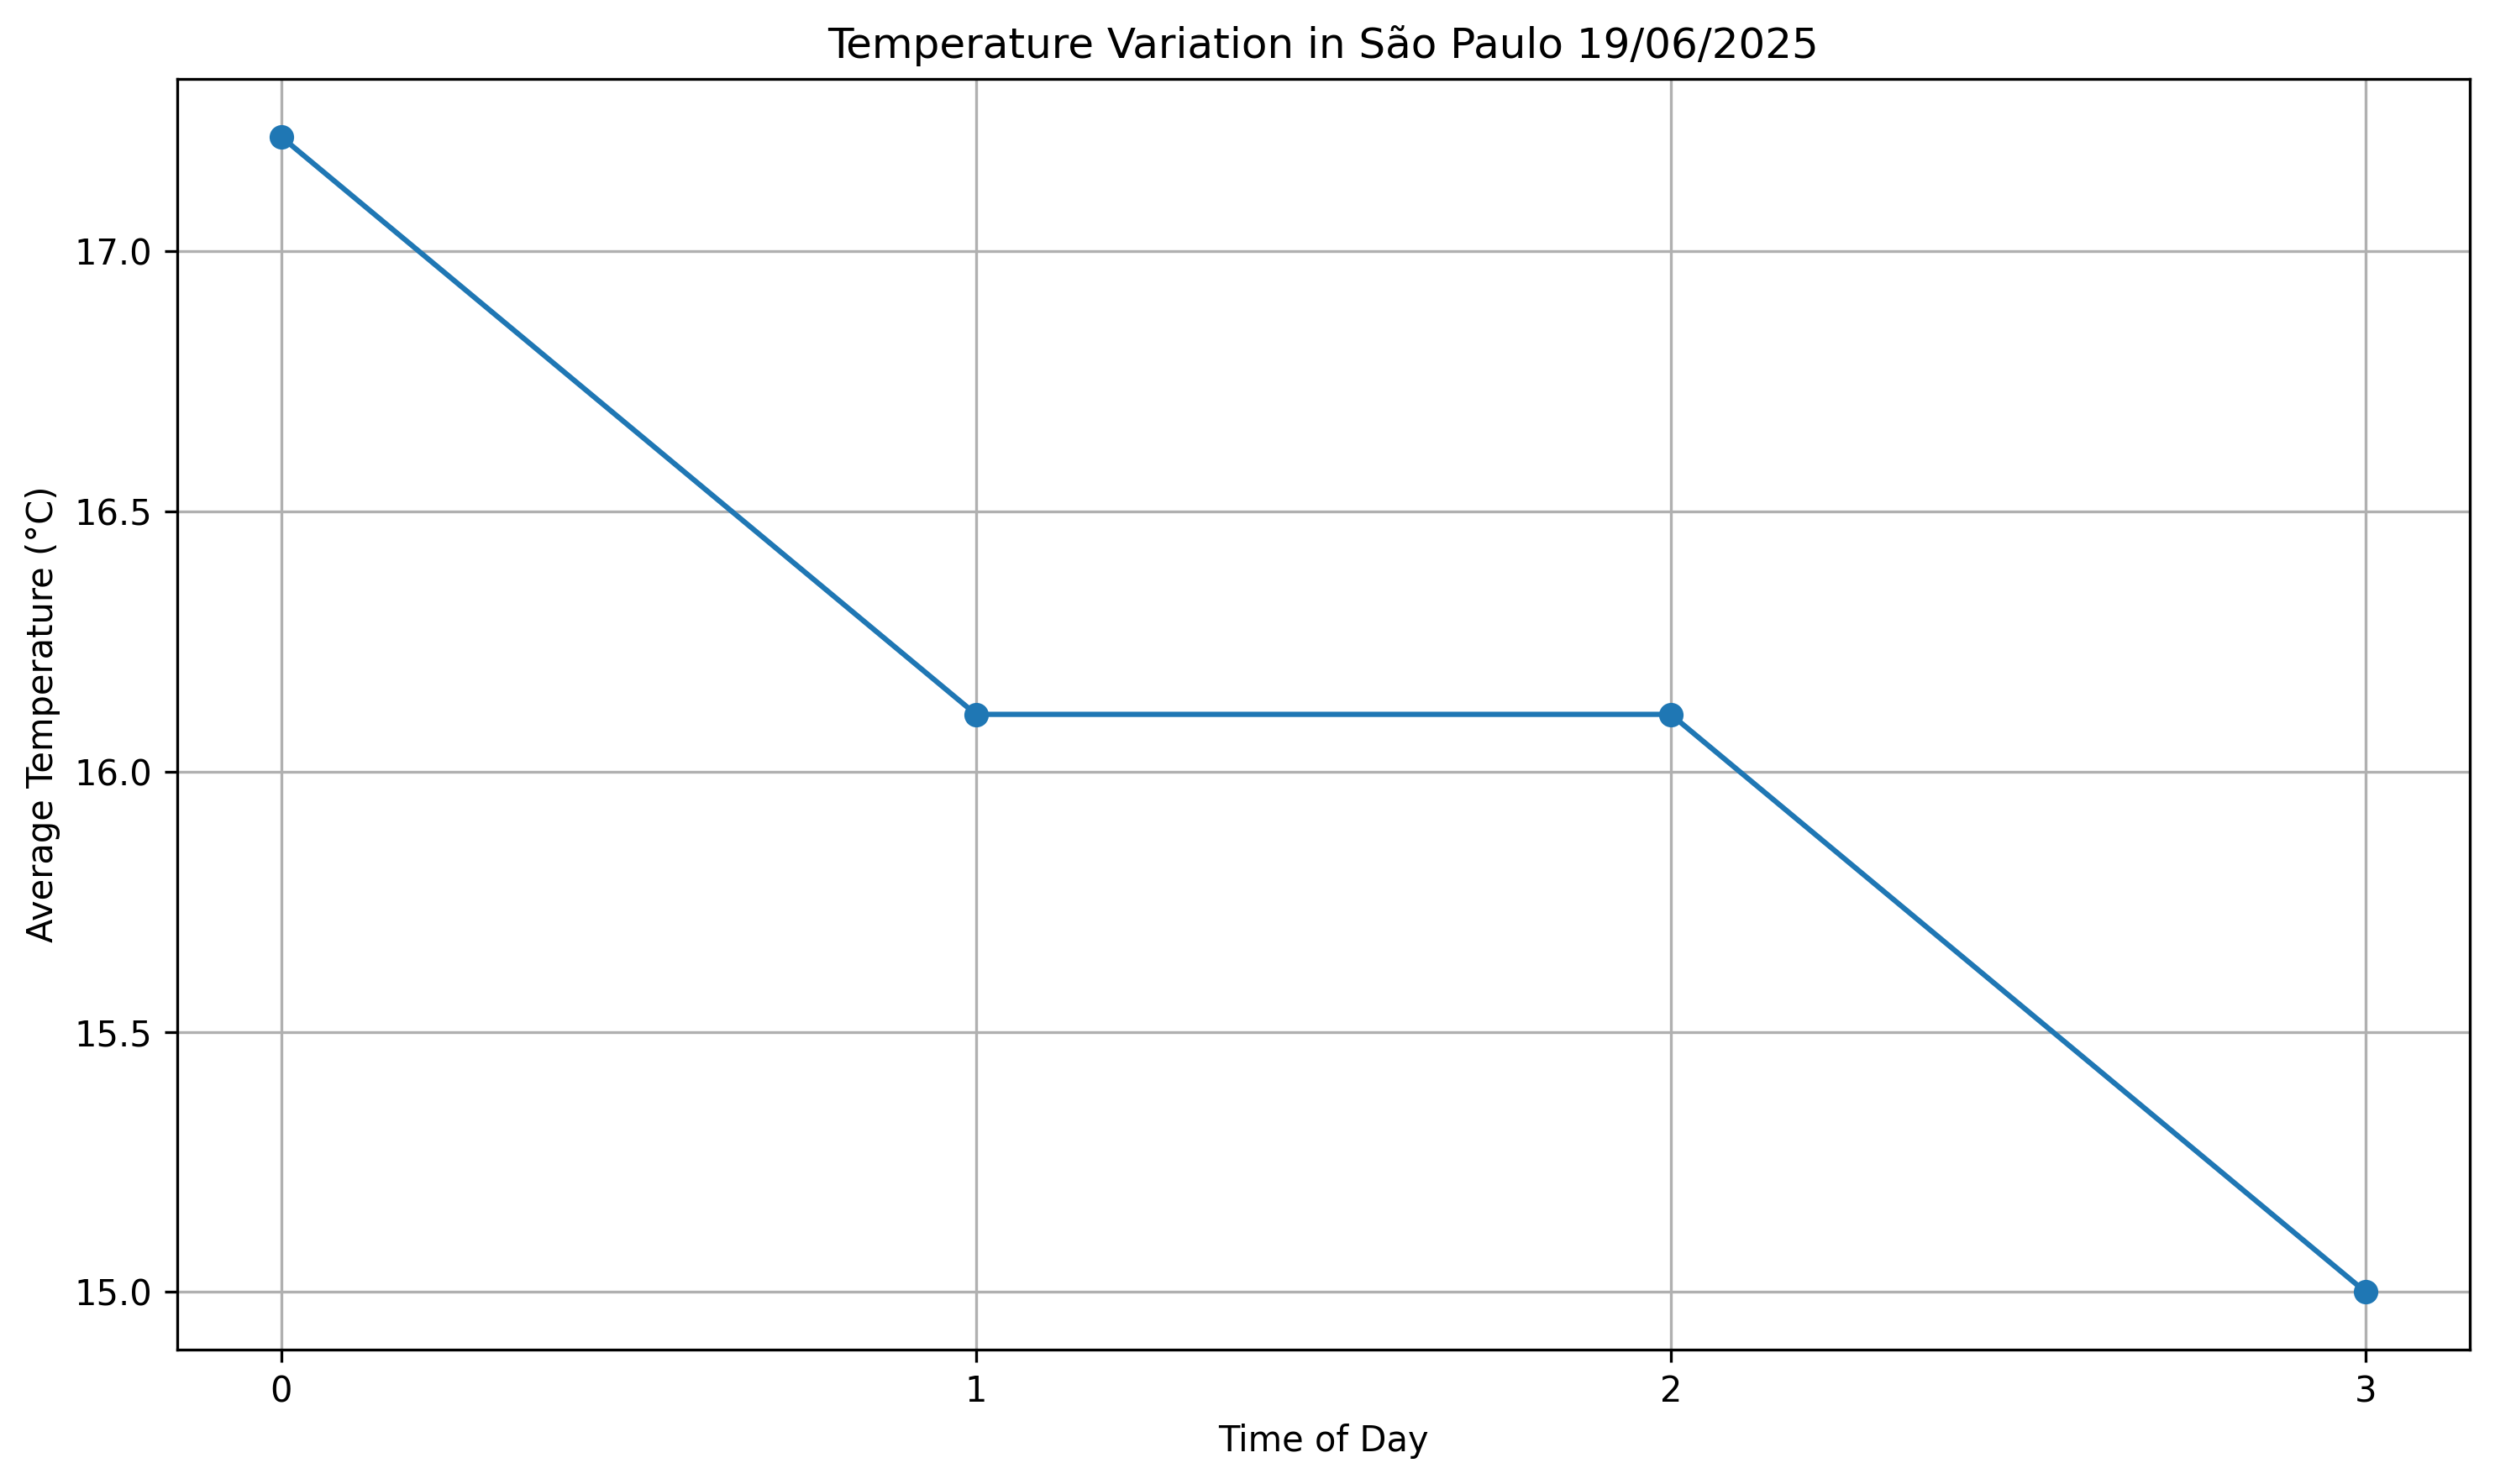 Temperature Variation in São Paulo 19/06/2025
Average Temperature (°C)
17.0
16.5
16.0
15.5
15.0
0 1 2 3
Time of Day